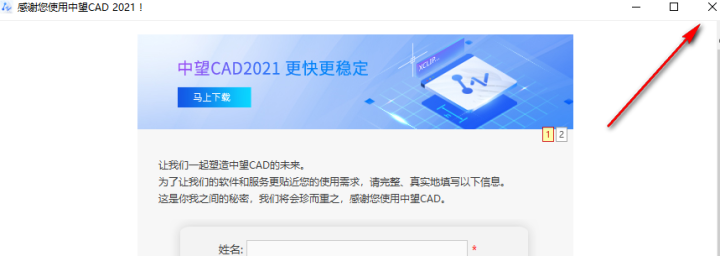 感谢您使用中望CAD 2021！
中望CAD2021 更快更稳定
马上下载
1 2
让我们一起塑造中望CAD的未来。
为了让我们的软件和服务更贴近您的使用需求，请完整、真实地填写以下信息。
这是你我之间的秘密，我们将会珍而重之，感谢您使用中望CAD。
姓名: *